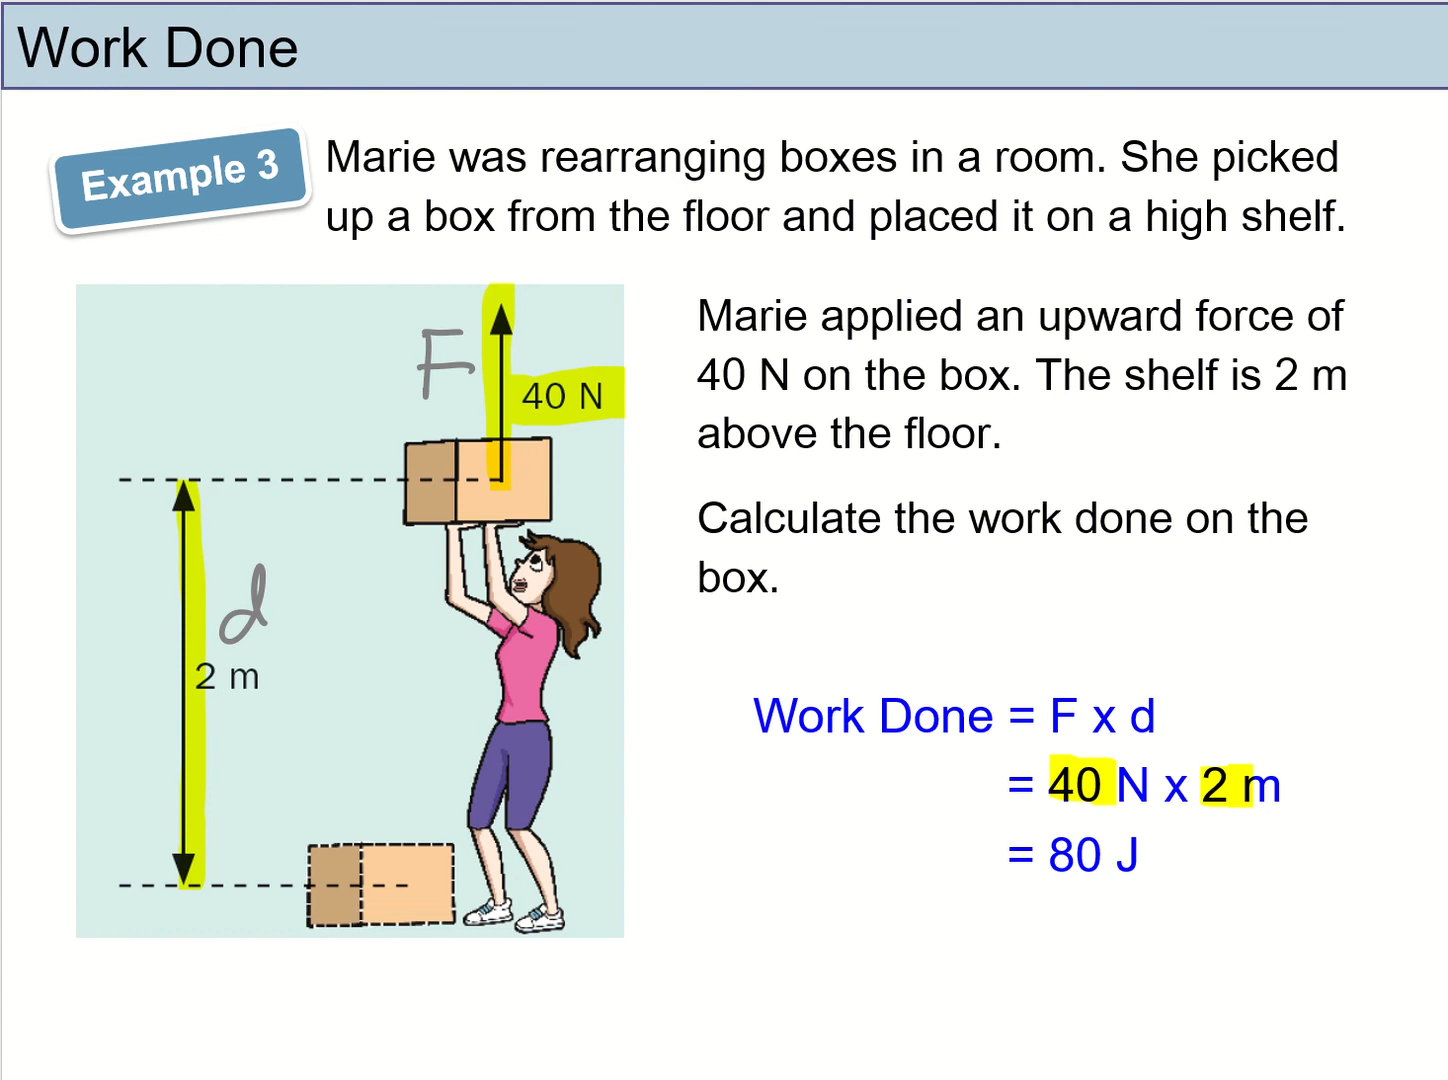 Work Done
Example 3
Marie was rearranging boxes in a room. She picked
up a box from the floor and placed it on a high shelf.
F
40 N
d
2 m
Marie applied an upward force of
40 N on the box. The shelf is 2 m
above the floor.
Calculate the work done on the
box.
Work Done = F x d
= 40 N x 2 m
= 80 J